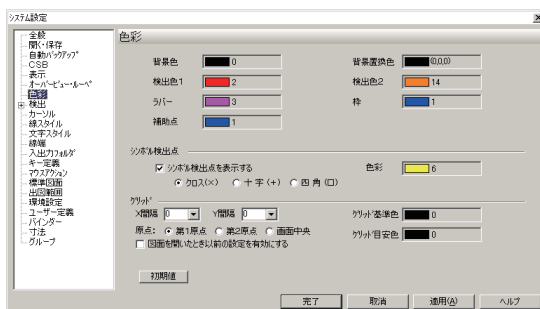 システム設定
全般
開く・保存
自動バックアップ
CSB
表示
オーバービュー・ルーペ
色彩
検出
カーソル
線スタイル
文字スタイル
線端
入出力フォルダ
キー定義
マウスアクション
標準図面
出図範囲
環境設定
ユーザー定義
バインダー
寸法
グループ
色彩
背景色 0 背景置換色 (0,0,0)
検出色1 2 検出色2 14
ラバー 3 枠 1
補助点 1
シンボル検出点
シンボル検出点を表示する 色彩 6
クロス(×) 十字(+) 四角(□)
グリッド
X間隔 0 Y間隔 0 グリッド基準色 0
原点: 第1原点 第2原点 画面中央 グリッド目安色 0
図面を開いたとき以前の設定を有効にする
初期値
完了 取消 適用(A) ヘルプ